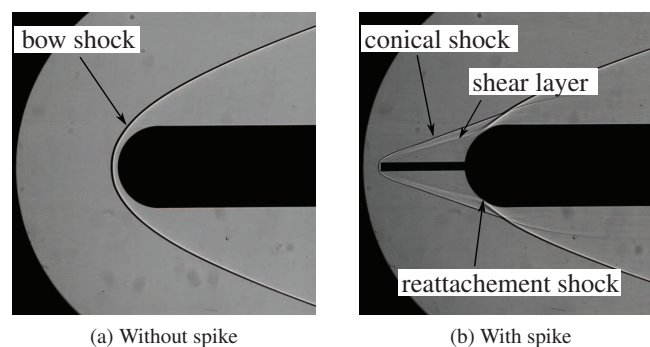 bow shock
(a) Without spike
conical shock
shear layer
reattachement shock
(b) With spike